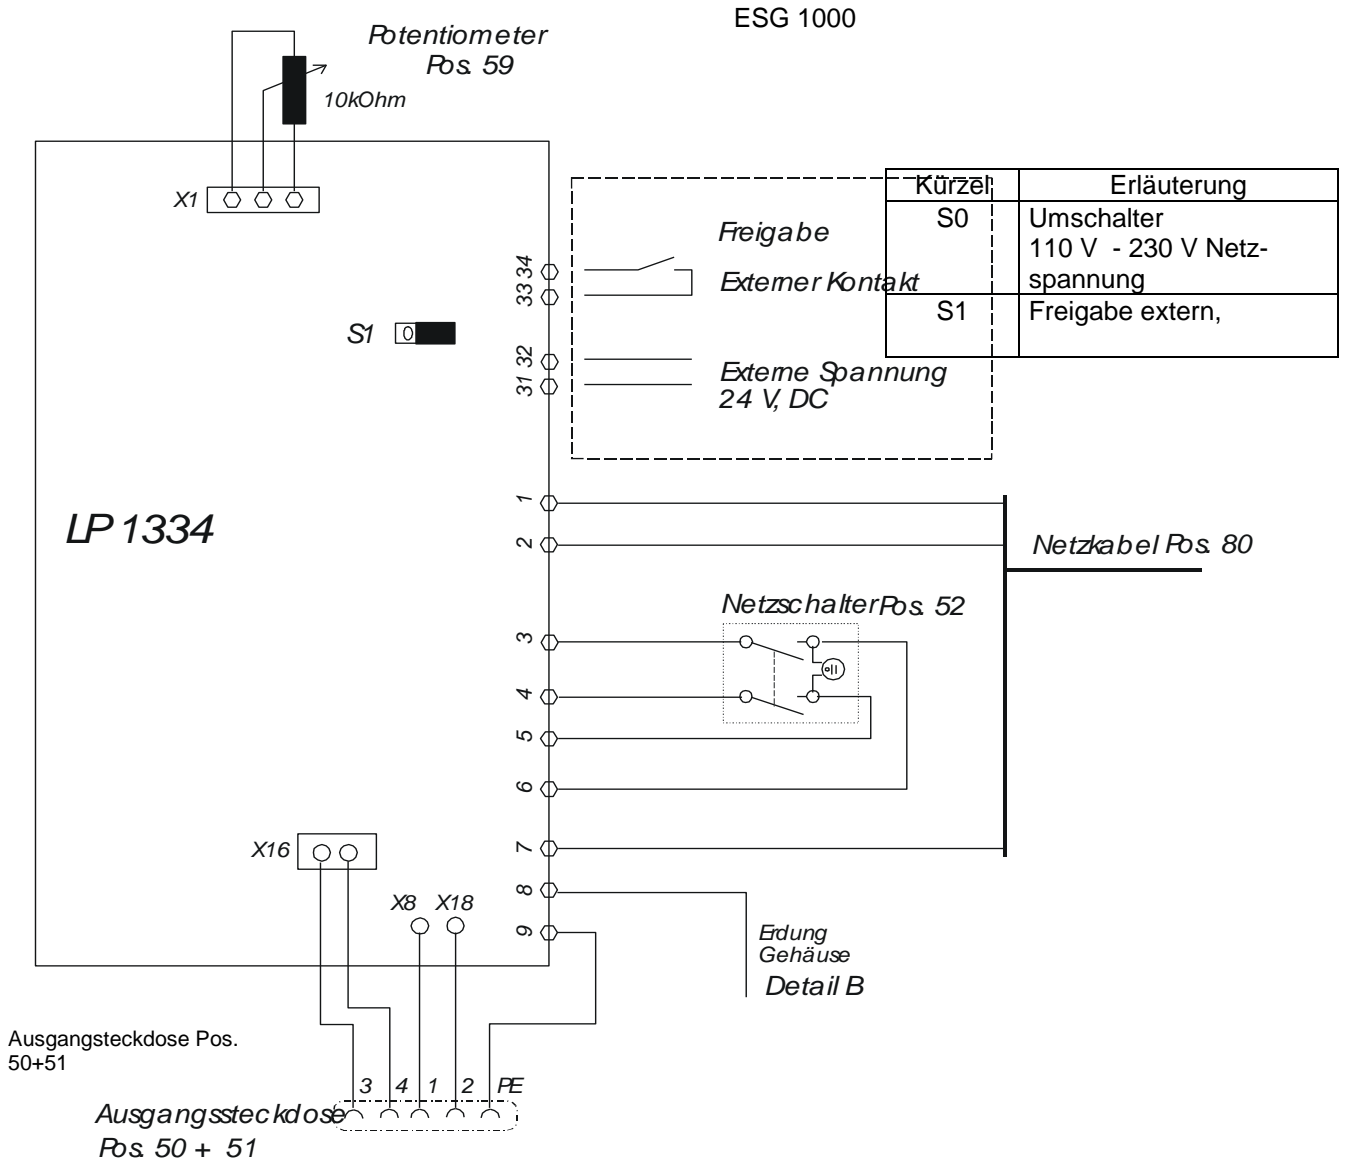 ESG 1000
Potentiometer
Pos. 59
10kOhm
X1
Kürzel Erläuterung
S0 Umschalter
110 V - 230 V Netz-
spannung
S1 Freigabe extern,
Freigabe
34
Externer Kontakt
33
S1 0
32
Externe Spannung
31
24 V, DC
1
LP 1334
2
Netzkabel Pos. 80
Netzschalter Pos. 52
3
4
5
6
7
X16
8
X8 X18
9
Erdung
Gehäuse
Detail B
Ausgangsteckdose Pos.
50+51
3 4 1 2 PE
Ausgangssteckdose
Pos. 50 + 51